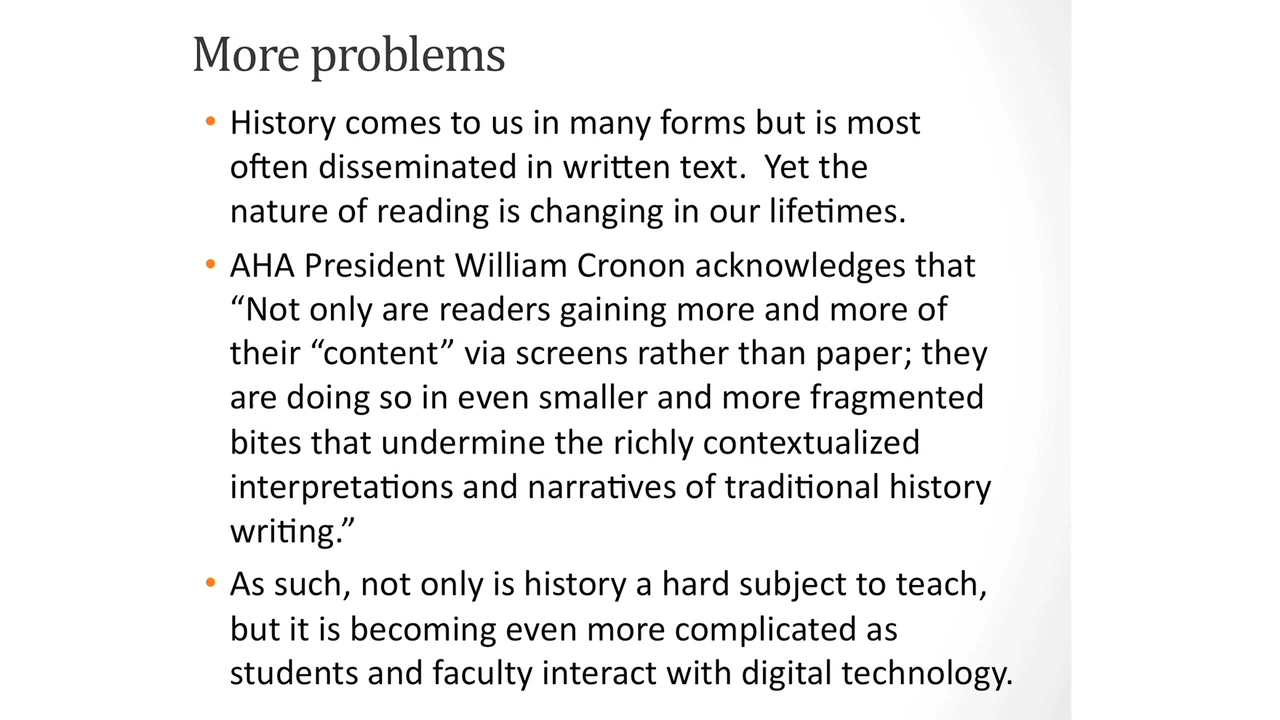 More problems
• History comes to us in many forms but is most
often disseminated in written text.  Yet the
nature of reading is changing in our lifetimes.
• AHA President William Cronon acknowledges that
“Not only are readers gaining more and more of
their “content” via screens rather than paper; they
are doing so in even smaller and more fragmented
bites that undermine the richly contextualized
interpretations and narratives of traditional history
writing.”
• As such, not only is history a hard subject to teach,
but it is becoming even more complicated as
students and faculty interact with digital technology.